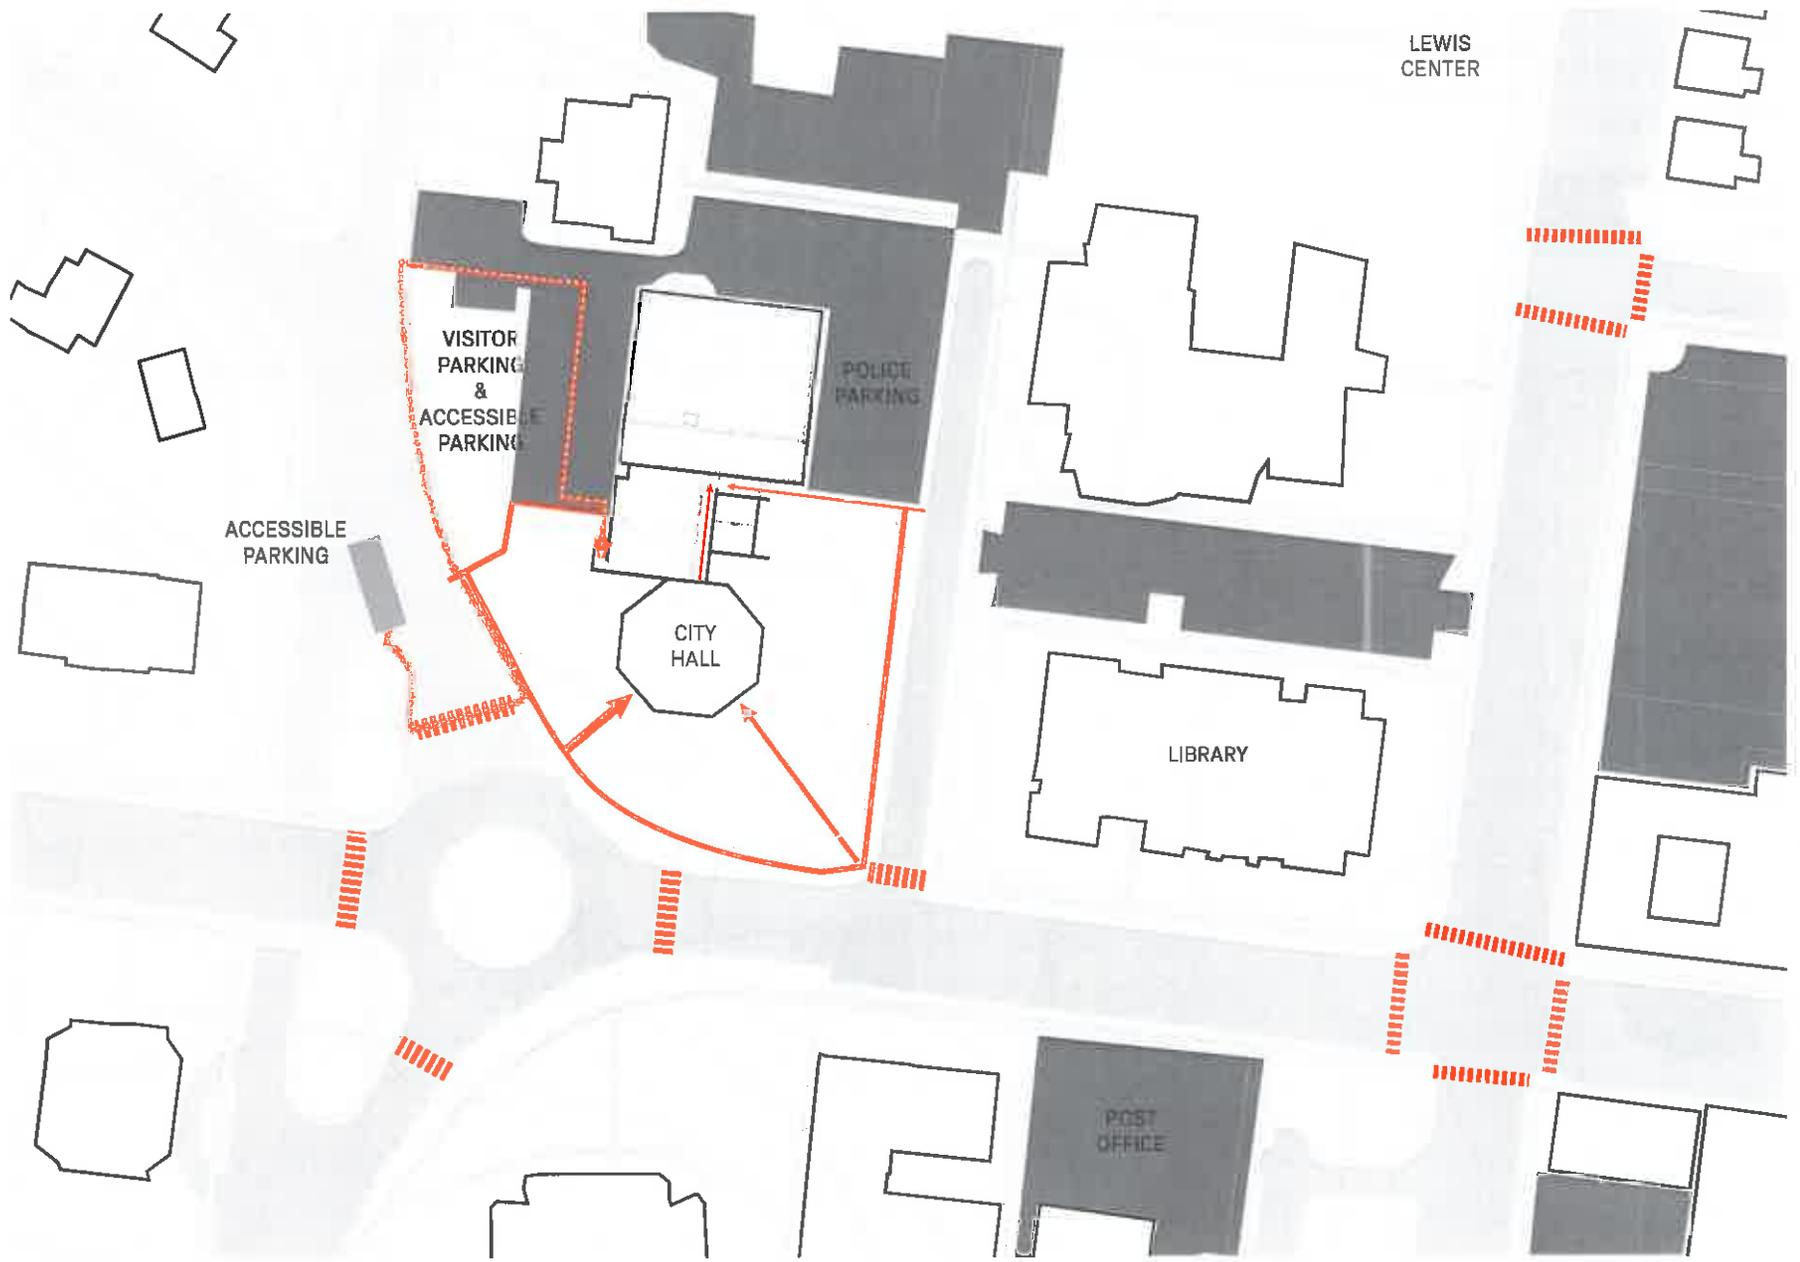 LEWIS
CENTER
VISITOR
PARKING
&
ACCESSIBLE
PARKING
POLICE
PARKING
ACCESSIBLE
PARKING
CITY
HALL
LIBRARY
POST
OFFICE